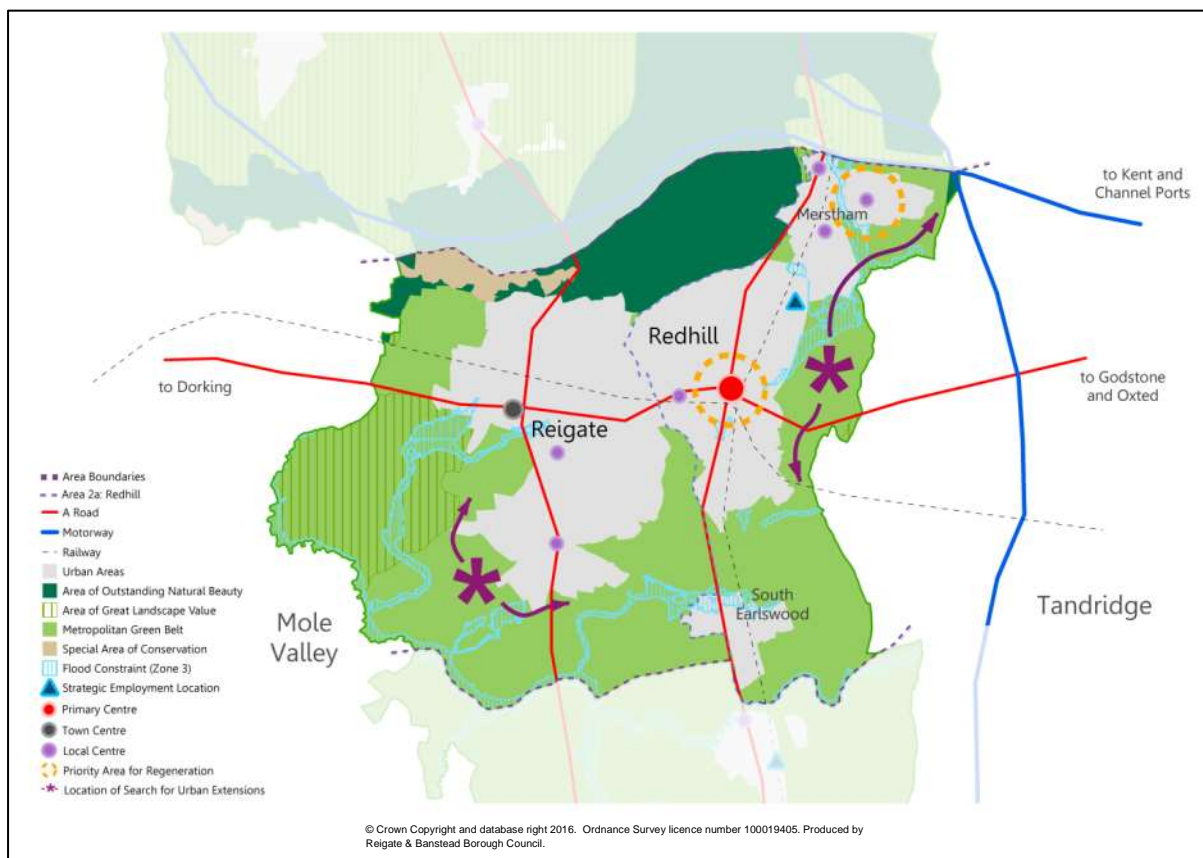 to Kent and
Channel Ports
Merstham
Redhill
to Dorking
to Godstone
and Oxted
Reigate
South
Earlswood
Tandridge
Mole
Valley
Area Boundaries
Area 2a: Redhill
A Road
Motorway
Railway
Urban Areas
Area of Outstanding Natural Beauty
Area of Great Landscape Value
Metropolitan Green Belt
Special Area of Conservation
Flood Constraint (Zone 3)
Strategic Employment Location
Primary Centre
Town Centre
Local Centre
Priority Area for Regeneration
Location of Search for Urban Extensions
© Crown Copyright and database right 2016. Ordnance Survey licence number 100019405. Produced by
Reigate & Banstead Borough Council.